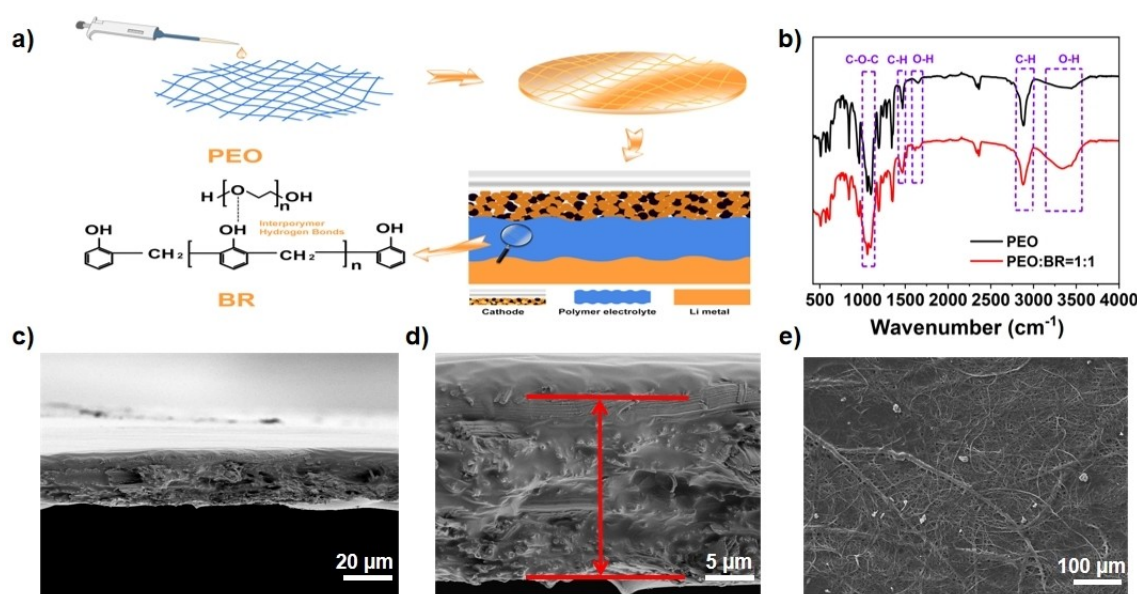 a)
PEO
H
O
n
OH
Interporymer
Hydrogen Bonds
OH
CH2
OH
CH2
n
OH
BR
Cathode
Polymer electrolyte
Li metal
b)
C-O-C
C-H
O-H
C-H
O-H
PEO
PEO:BR=1:1
500 1000 1500 2000 2500 3000 3500 4000
Wavenumber (cm-1)
c)
20 µm
d)
5 µm
e)
100 µm